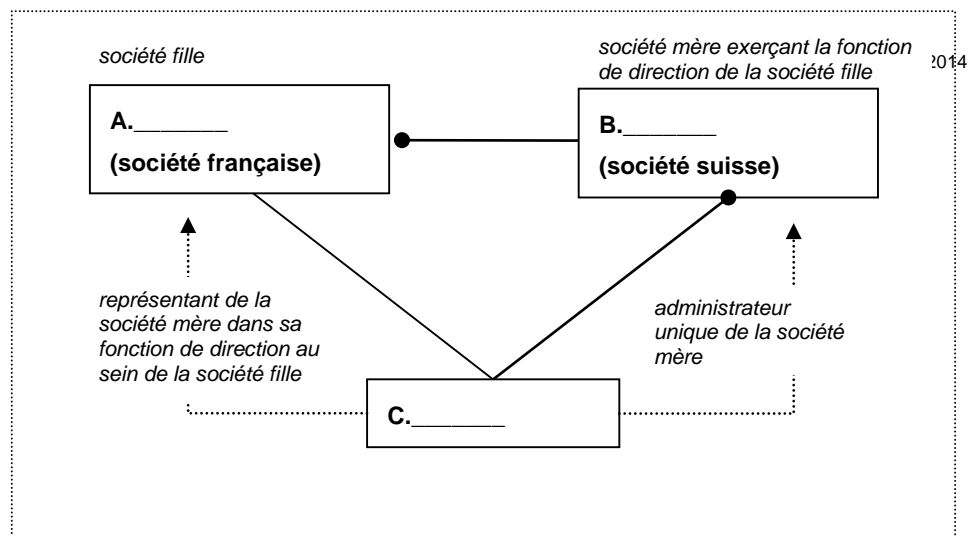 société fille
société mère exerçant la fonction
de direction de la société fille
2014
A._______
(société française)
B._______
(société suisse)
représentant de la
société mère dans sa
fonction de direction au
sein de la société fille
administrateur
unique de la société
mère
C._______